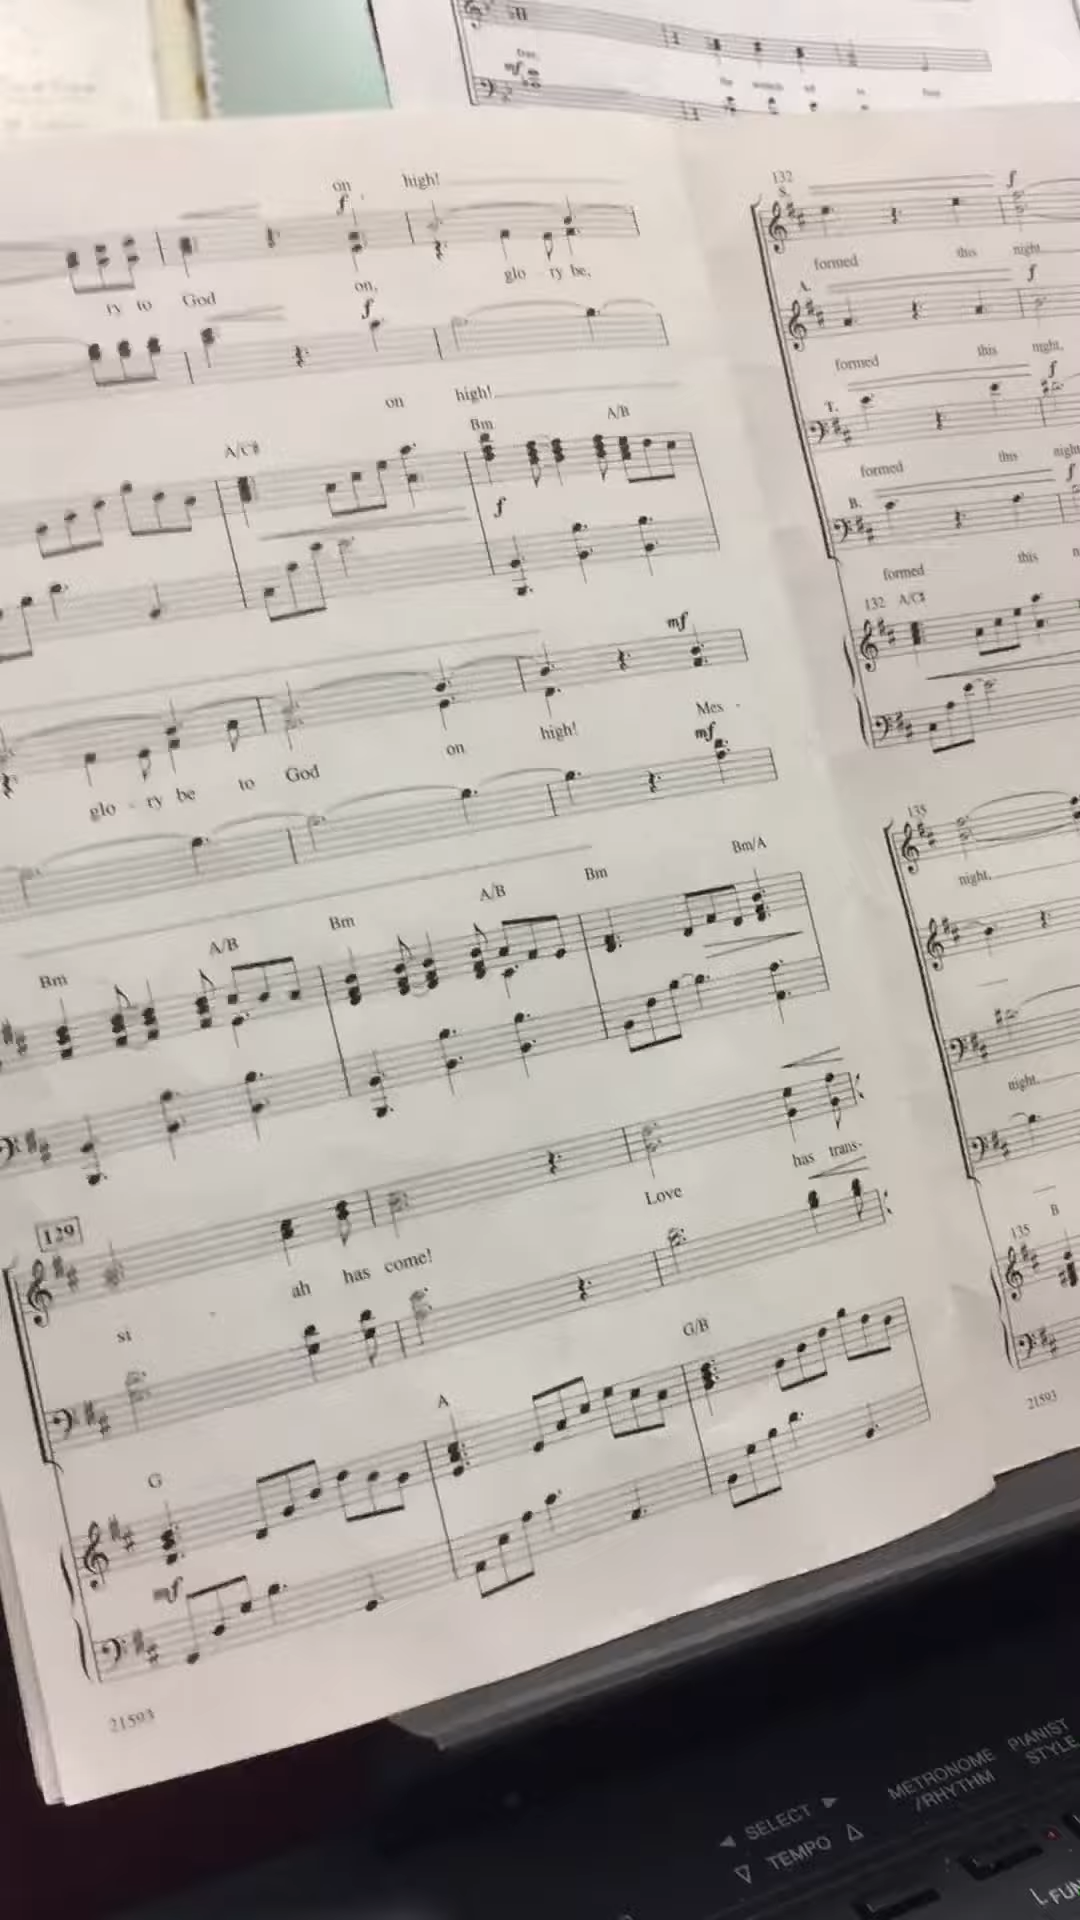 on high!
f
ry to God on, glo - ry be,
f
on high!
A/C# Bm A/B
f
mf
glo - ry be to God on high! Mes -
mf
Bm A/B Bm A/B Bm Bm/A
129
si - ah has come! Love has trans-
G A G/B
mf
21593
132
S. f
formed this night,
A. f
formed this night,
T. f
formed this night,
B. f
formed this
132 A/C#
135
night,
night,
135 B
21593
mf
SELECT
TEMPO
METRONOME
/RHYTHM
PIANIST
STYLE